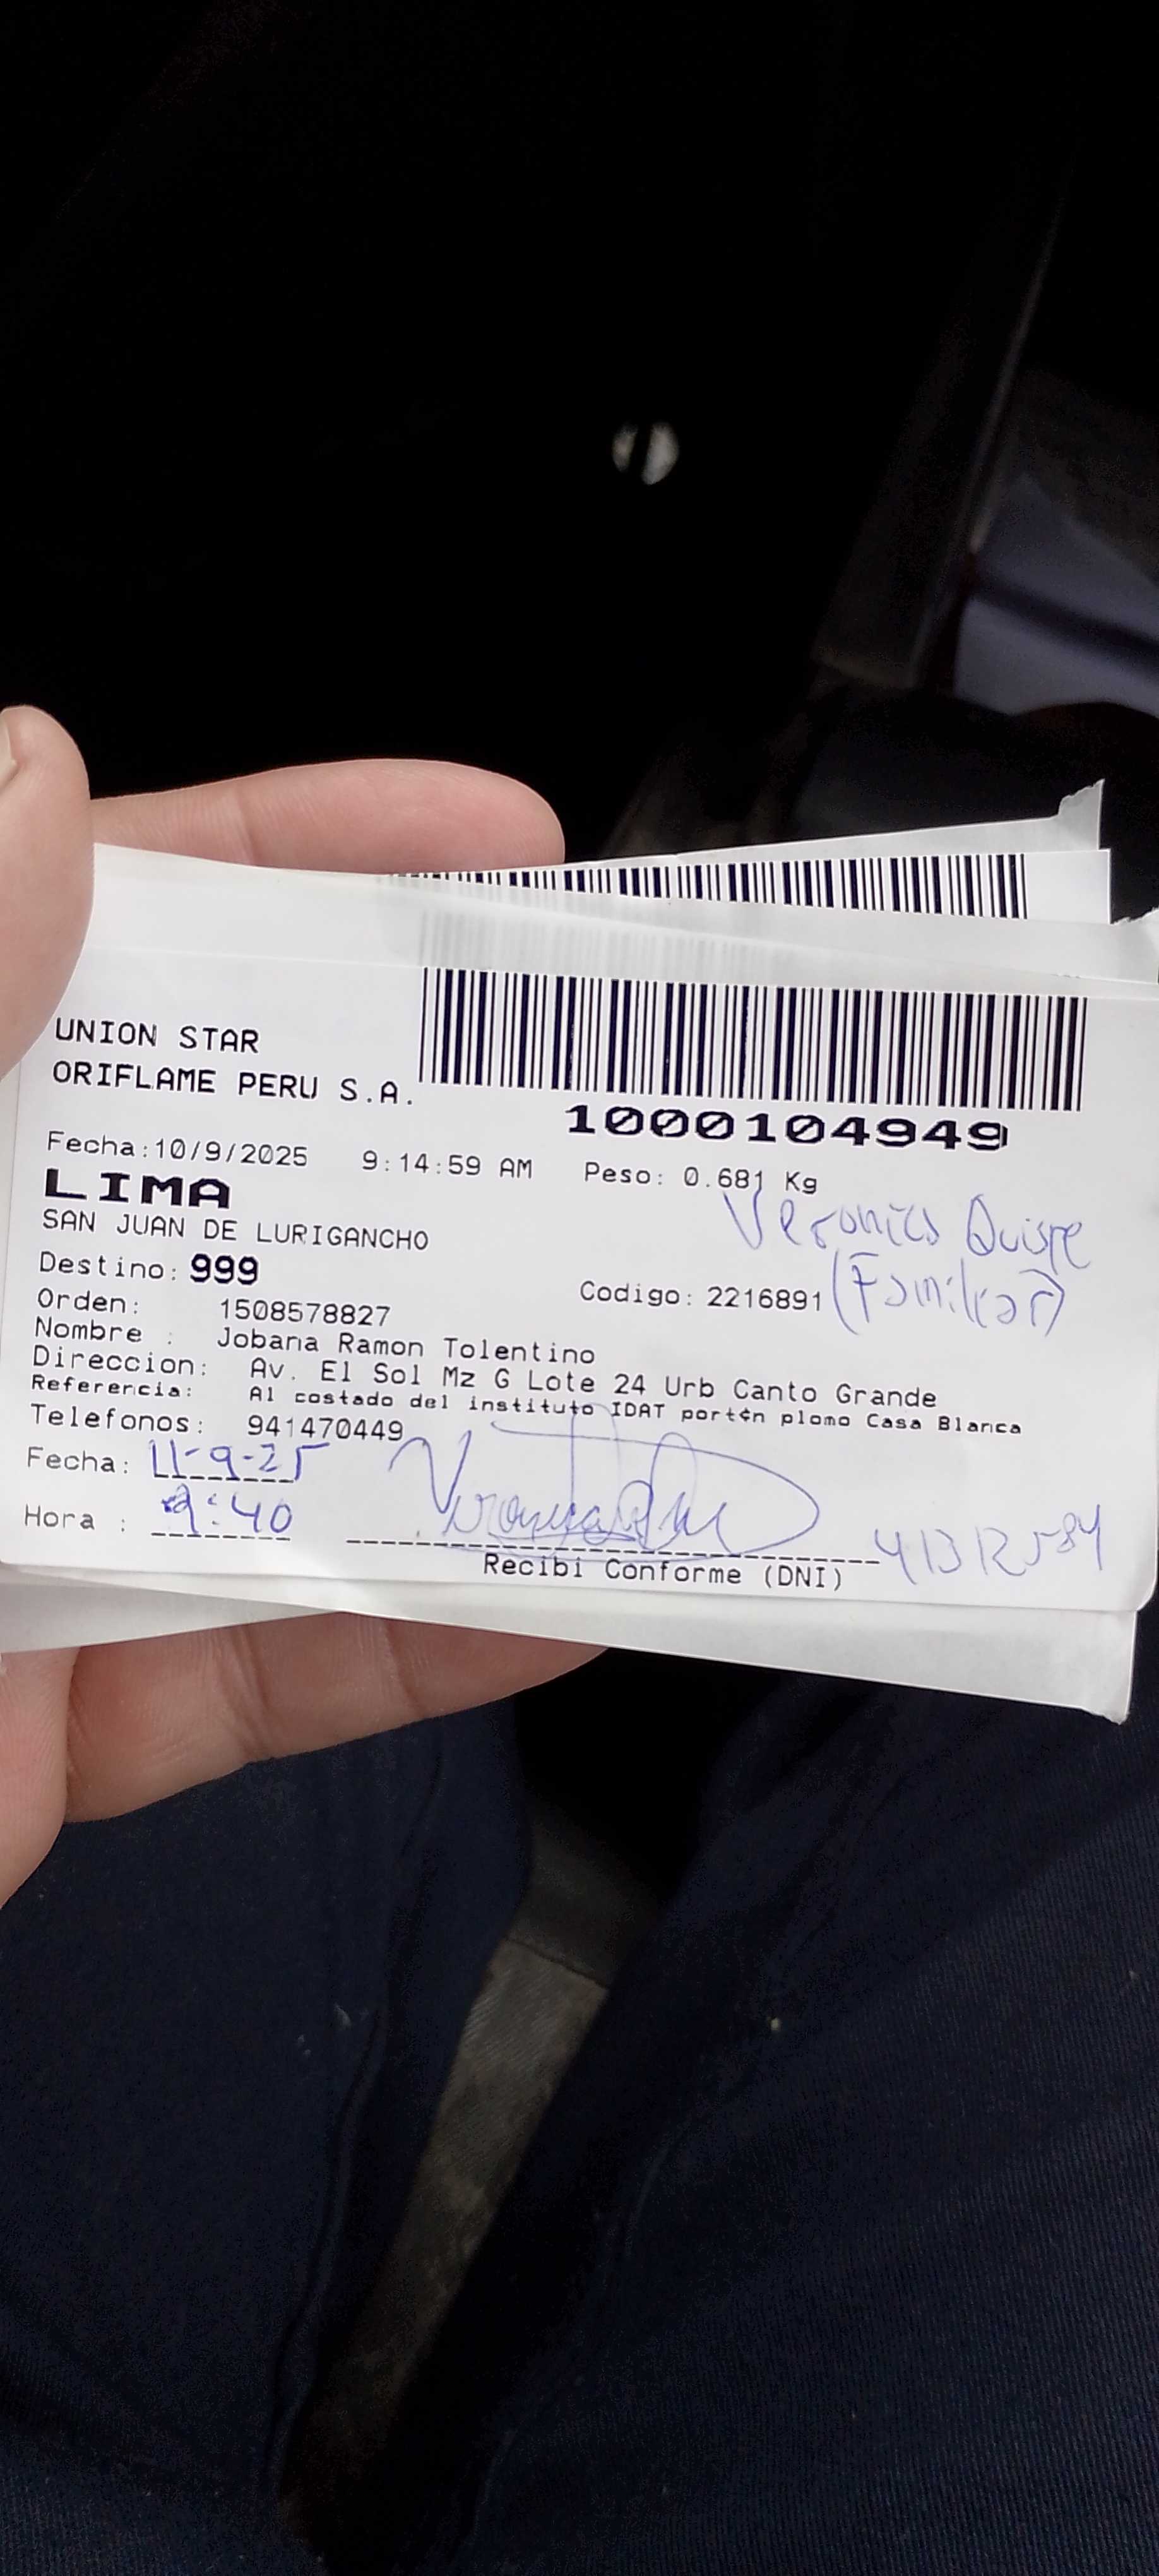 UNION STAR
ORIFLAME PERU S.A.
1000104949
Fecha:10/9/2025 9:14:59 AM Peso: 0.681 Kg
LIMA
Veronica Quispe
SAN JUAN DE LURIGANCHO
(Familiar)
Destino: 999
Codigo: 2216891
Orden: 1508578827
Nombre : Jobana Ramon Tolentino
Direccion: Av. El Sol Mz G Lote 24 Urb Canto Grande
Referencia: Al costado del instituto IDAT port¢n plomo Casa Blanca
Telefonos: 941470449
Fecha: 11-9-25
Hora : 9:40
41312584
Recibi Conforme (DNI)